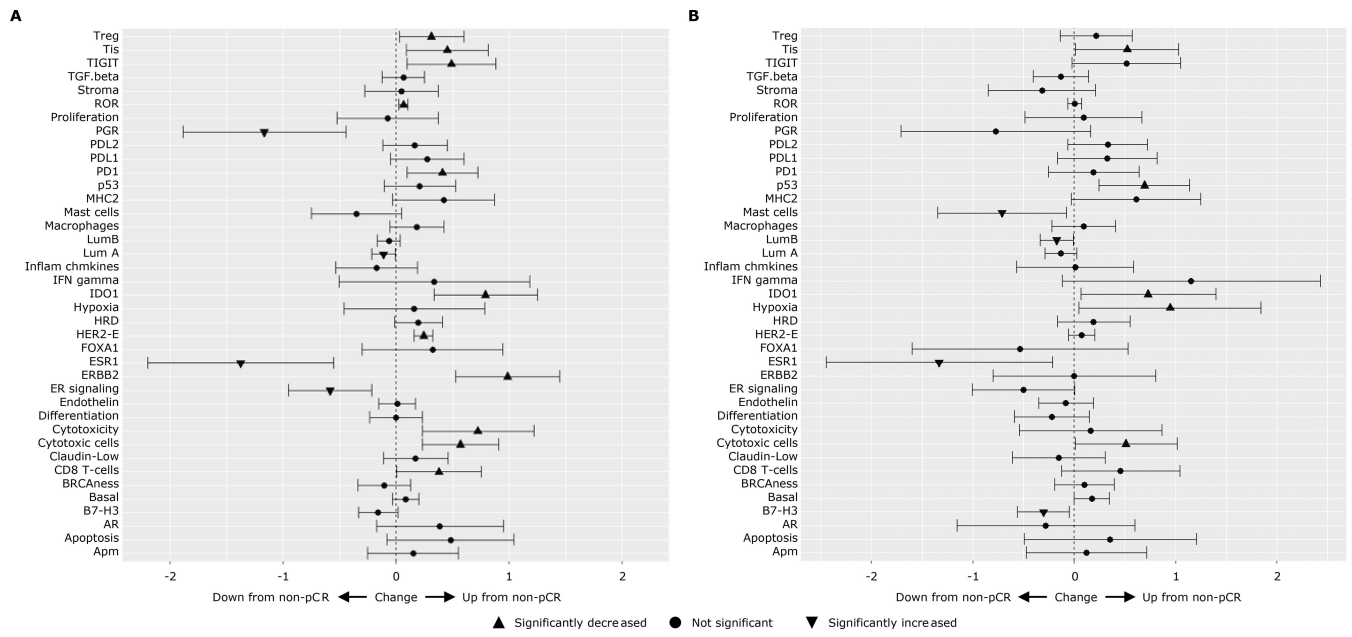 A
Treg
Tis
TIGIT
TGF.beta
Stroma
ROR
Proliferation
PGR
PDL2
PDL1
PD1
p53
MHC2
Mast cells
Macrophages
LumB
Lum A
Inflam chmkines
IFN gamma
IDO1
Hypoxia
HRD
HER2-E
FOXA1
ESR1
ERBB2
ER signaling
Endothelin
Differentiation
Cytotoxicity
Cytotoxic cells
Claudin-Low
CD8 T-cells
BRCAness
Basal
B7-H3
AR
Apoptosis
Apm
-2 -1 0 1 2
Down from non-pCR Change Up from non-pCR
B
Treg
Tis
TIGIT
TGF.beta
Stroma
ROR
Proliferation
PGR
PDL2
PDL1
PD1
p53
MHC2
Mast cells
Macrophages
LumB
Lum A
Inflam chmkines
IFN gamma
IDO1
Hypoxia
HRD
HER2-E
FOXA1
ESR1
ERBB2
ER signaling
Endothelin
Differentiation
Cytotoxicity
Cytotoxic cells
Claudin-Low
CD8 T-cells
BRCAness
Basal
B7-H3
AR
Apoptosis
Apm
-2 -1 0 1 2
Down from non-pCR Change Up from non-pCR
Significantly decreased Not significant Significantly increased